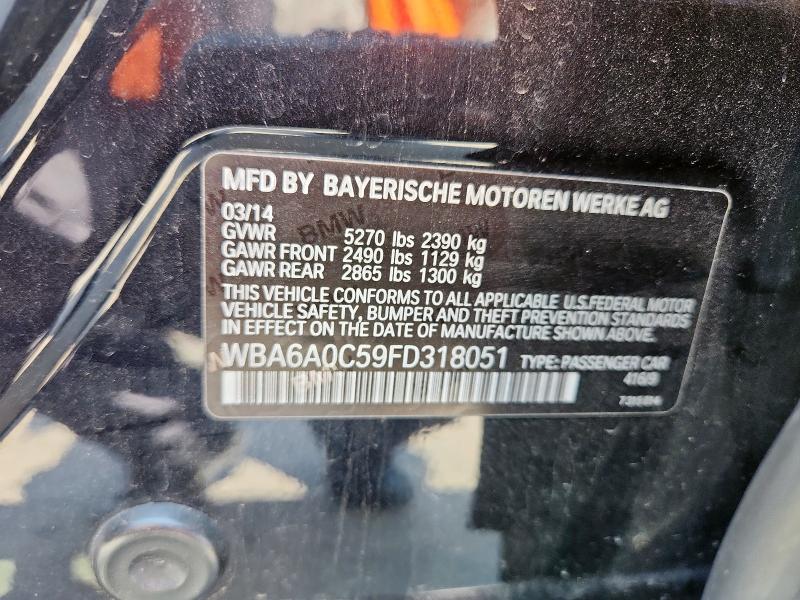 MFD BY BAYERISCHE MOTOREN WERKE AG
03/14
GVWR 5270 lbs 2390 kg
GAWR FRONT 2490 lbs 1129 kg
GAWR REAR 2865 lbs 1300 kg
THIS VEHICLE CONFORMS TO ALL APPLICABLE U.S. FEDERAL MOTOR
VEHICLE SAFETY, BUMPER AND THEFT PREVENTION STANDARDS
IN EFFECT ON THE DATE OF MANUFACTURE SHOWN ABOVE.
WBA6A0C59FD318051 TYPE: PASSENGER CAR
BMW